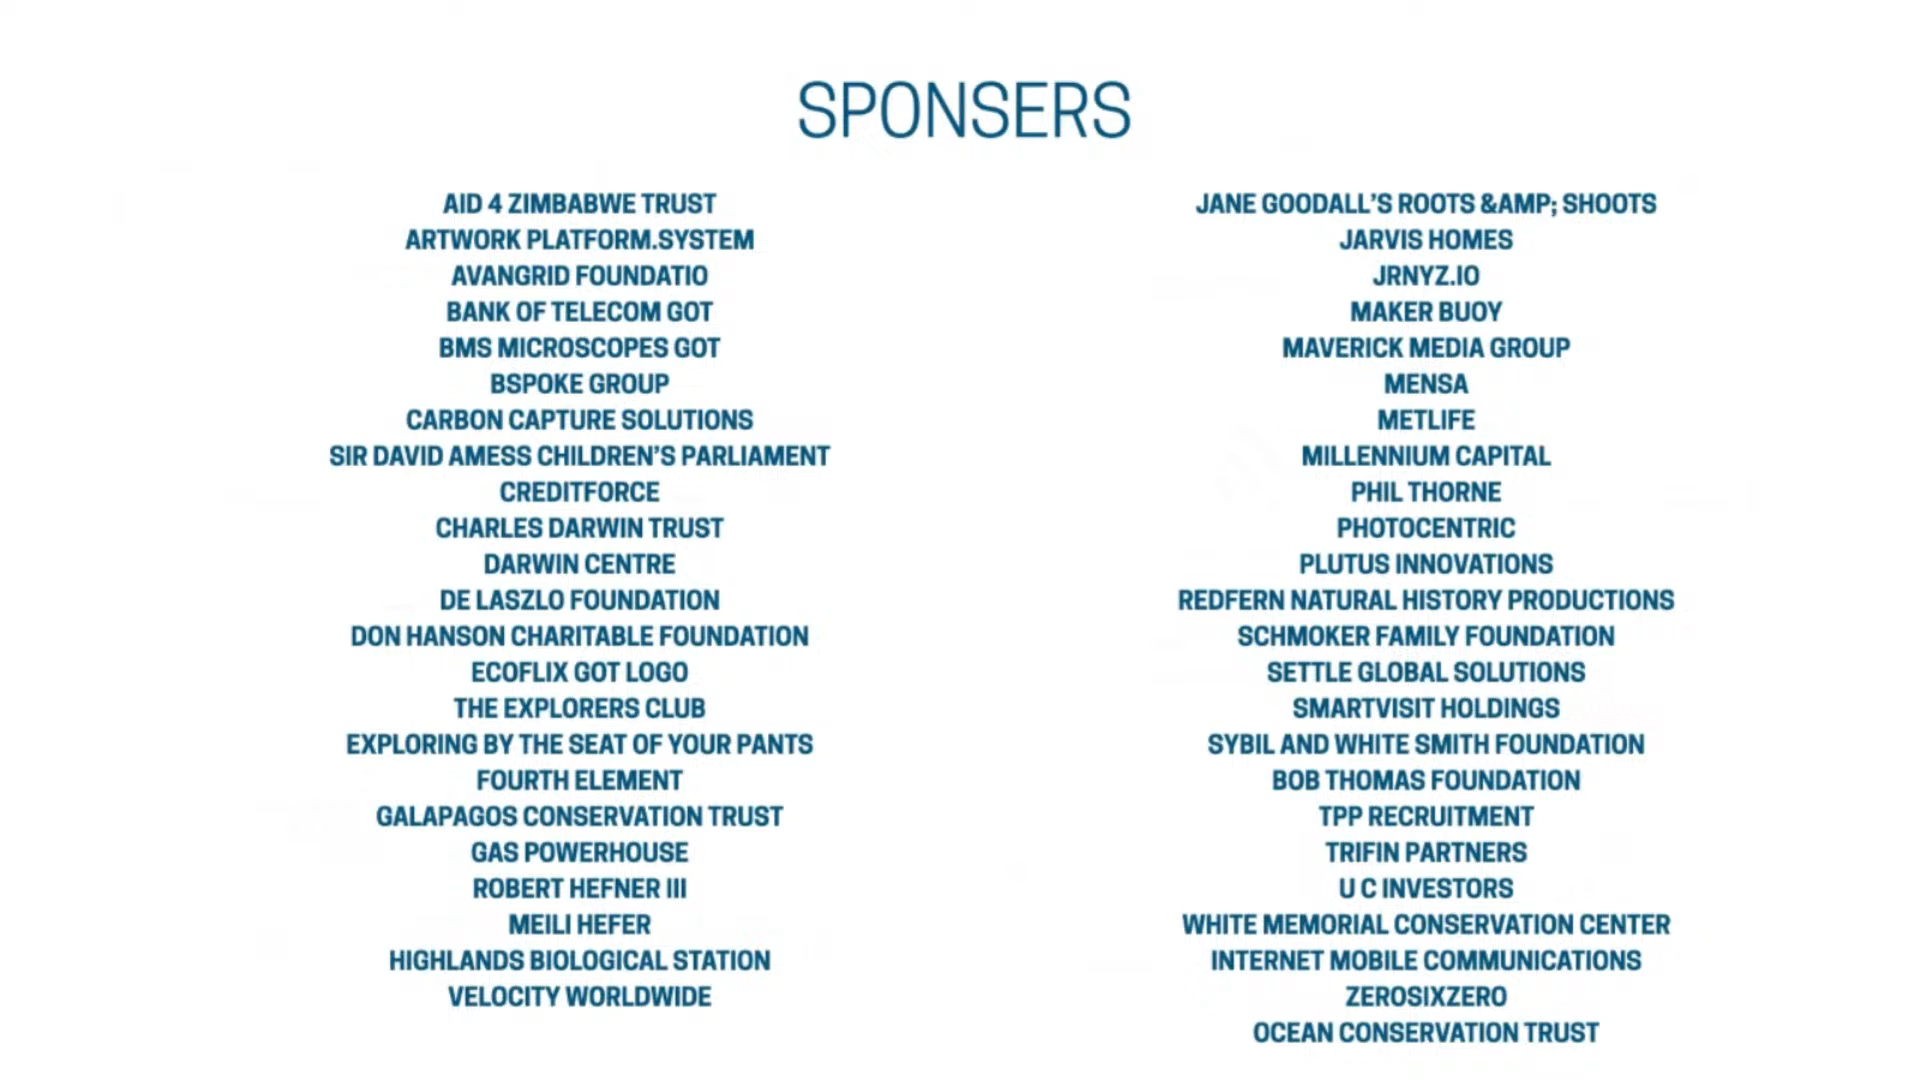 SPONSERS
AID 4 ZIMBABWE TRUST
ARTWORK PLATFORM.SYSTEM
AVANGRID FOUNDATIO
BANK OF TELECOM GOT
BMS MICROSCOPES GOT
BSPOKE GROUP
CARBON CAPTURE SOLUTIONS
SIR DAVID AMESS CHILDREN’S PARLIAMENT
CREDITFORCE
CHARLES DARWIN TRUST
DARWIN CENTRE
DE LASZLO FOUNDATION
DON HANSON CHARITABLE FOUNDATION
ECOFLIX GOT LOGO
THE EXPLORERS CLUB
EXPLORING BY THE SEAT OF YOUR PANTS
FOURTH ELEMENT
GALAPAGOS CONSERVATION TRUST
GAS POWERHOUSE
ROBERT HEFNER III
MEILI HEFER
HIGHLANDS BIOLOGICAL STATION
VELOCITY WORLDWIDE
JANE GOODALL’S ROOTS &AMP; SHOOTS
JARVIS HOMES
JRNYZ.IO
MAKER BUOY
MAVERICK MEDIA GROUP
MENSA
METLIFE
MILLENNIUM CAPITAL
PHIL THORNE
PHOTOCENTRIC
PLUTUS INNOVATIONS
REDFERN NATURAL HISTORY PRODUCTIONS
SCHMOKER FAMILY FOUNDATION
SETTLE GLOBAL SOLUTIONS
SMARTVISIT HOLDINGS
SYBIL AND WHITE SMITH FOUNDATION
BOB THOMAS FOUNDATION
TPP RECRUITMENT
TRIFIN PARTNERS
U C INVESTORS
WHITE MEMORIAL CONSERVATION CENTER
INTERNET MOBILE COMMUNICATIONS
ZEROSIXZERO
OCEAN CONSERVATION TRUST